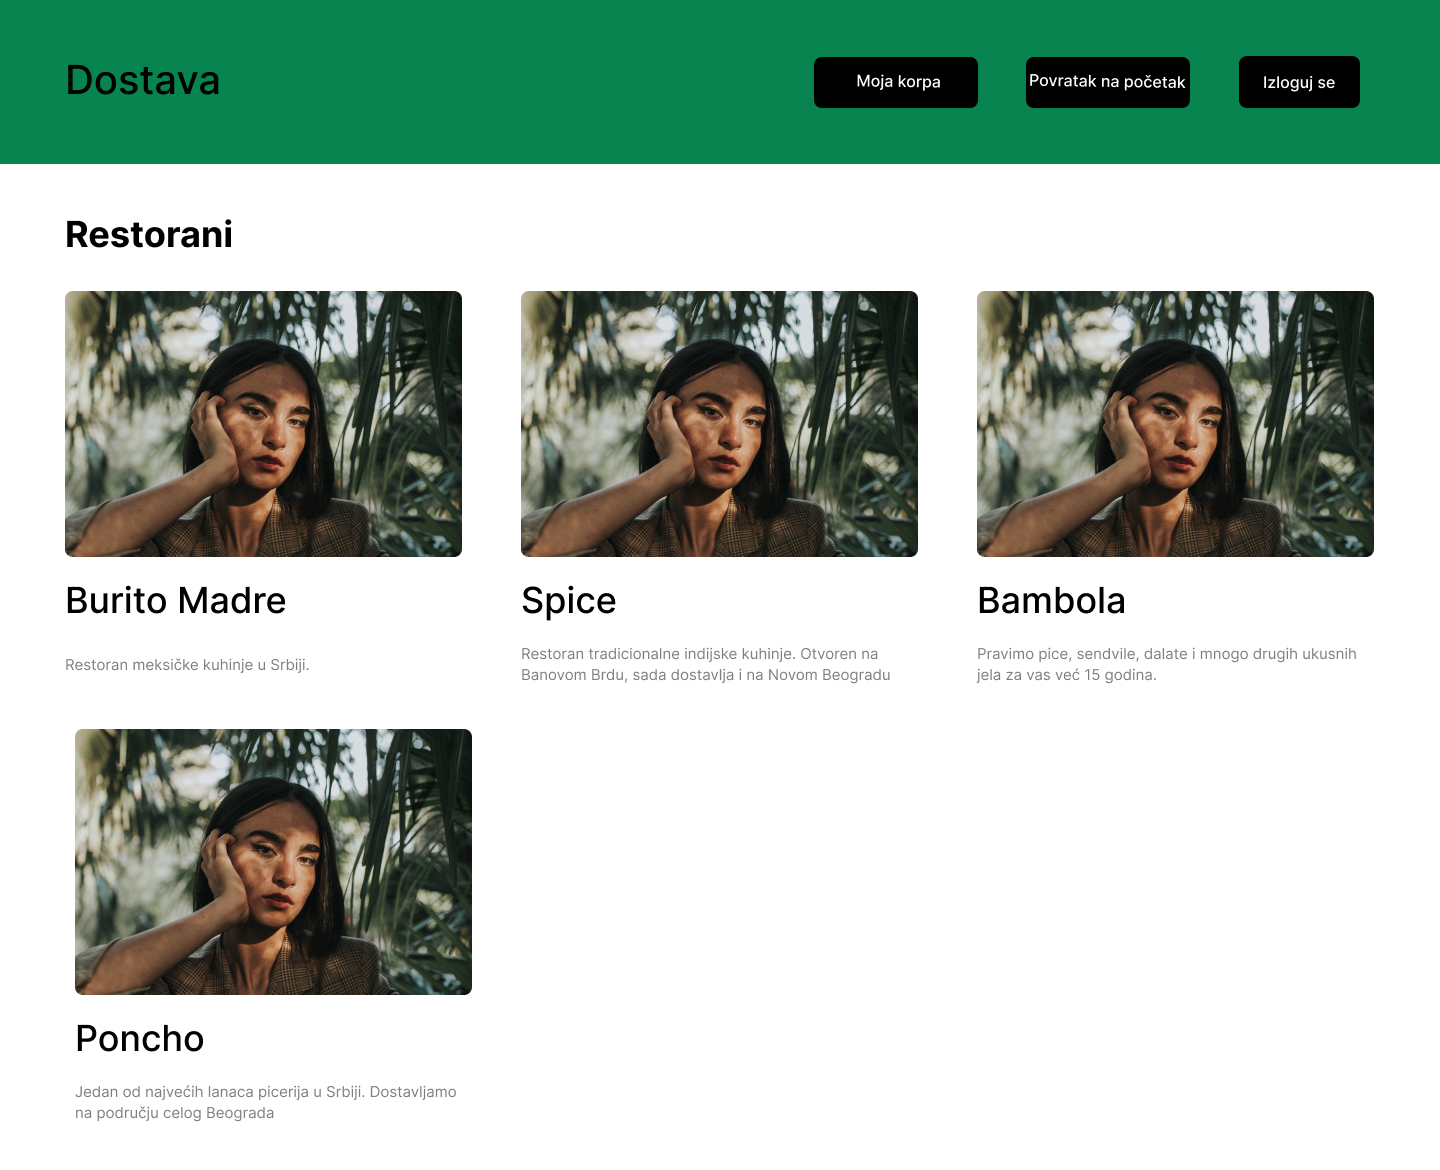 Dostava
Moja korpa
Povratak na početak
Izloguj se
Restorani
Burito Madre
Restoran meksičke kuhinje u Srbiji.
Spice
Restoran tradicionalne indijske kuhinje. Otvoren na
Banovom Brdu, sada dostavlja i na Novom Beogradu
Bambola
Pravimo pice, sendvile, dalate i mnogo drugih ukusnih
jela za vas već 15 godina.
Poncho
Jedan od najvećih lanaca picerija u Srbiji. Dostavljamo
na području celog Beograda